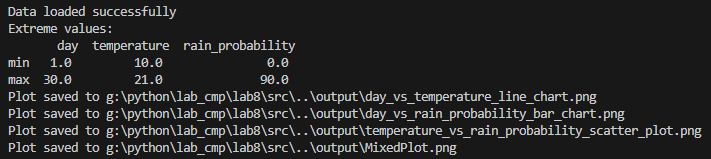 Data loaded successfully
Extreme values:
day temperature rain_probability
min 1.0 10.0 0.0
max 30.0 21.0 90.0
Plot saved to g:\python\lab_cmp\lab8\src\..\output\day_vs_temperature_line_chart.png
Plot saved to g:\python\lab_cmp\lab8\src\..\output\day_vs_rain_probability_bar_chart.png
Plot saved to g:\python\lab_cmp\lab8\src\..\output\temperature_vs_rain_probability_scatter_plot.png
Plot saved to g:\python\lab_cmp\lab8\src\..\output\MixedPlot.png